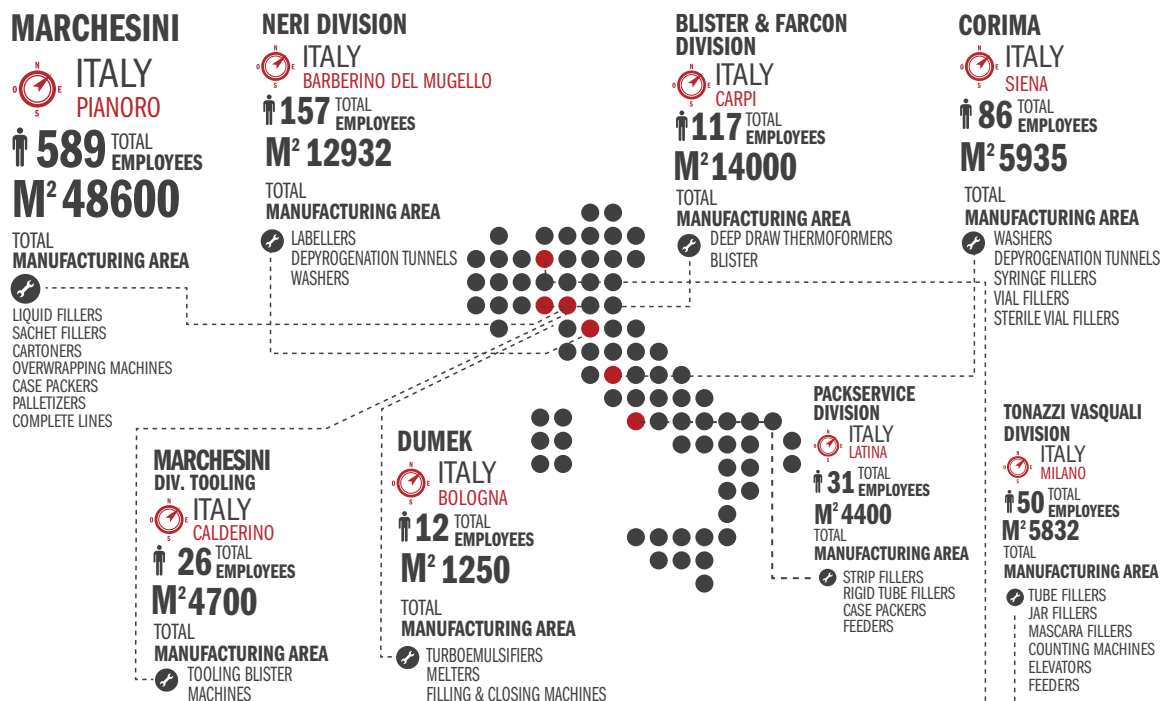 MARCHESINI
N
O
E
S
ITALY
PIANORO
589 TOTAL EMPLOYEES
M² 48600
TOTAL
MANUFACTURING AREA
LIQUID FILLERS
SACHET FILLERS
CARTONERS
OVERWRAPPING MACHINES
CASE PACKERS
PALLETIZERS
COMPLETE LINES
NERI DIVISION
N
O
E
S
ITALY
BARBERINO DEL MUGELLO
157 TOTAL EMPLOYEES
M² 12932
TOTAL
MANUFACTURING AREA
LABELLERS
DEPYROGENATION TUNNELS
WASHERS
BLISTER & FARCON
DIVISION
N
O
E
S
ITALY
CARPI
117 TOTAL EMPLOYEES
M² 14000
TOTAL
MANUFACTURING AREA
DEEP DRAW THERMOFORMERS
BLISTER
CORIMA
N
O
E
S
ITALY
SIENA
86 TOTAL EMPLOYEES
M² 5935
TOTAL
MANUFACTURING AREA
WASHERS
DEPYROGENATION TUNNELS
SYRINGE FILLERS
VIAL FILLERS
STERILE VIAL FILLERS
MARCHESINI
DIV. TOOLING
N
O
E
S
ITALY
CALDERINO
26 TOTAL EMPLOYEES
M² 4700
TOTAL
MANUFACTURING AREA
TOOLING BLISTER
MACHINES
DUMEK
N
O
E
S
ITALY
BOLOGNA
12 TOTAL EMPLOYEES
M² 1250
TOTAL
MANUFACTURING AREA
TURBOEMULSIFIERS
MELTERS
FILLING & CLOSING MACHINES
PACKSERVICE
DIVISION
N
O
E
S
ITALY
LATINA
31 TOTAL EMPLOYEES
M² 4400
TOTAL
MANUFACTURING AREA
STRIP FILLERS
RIGID TUBE FILLERS
CASE PACKERS
FEEDERS
TONAZZI VASQUALI
DIVISION
N
O
E
S
ITALY
MILANO
50 TOTAL EMPLOYEES
M² 5832
TOTAL
MANUFACTURING AREA
TUBE FILLERS
JAR FILLERS
MASCARA FILLERS
COUNTING MACHINES
ELEVATORS
FEEDERS